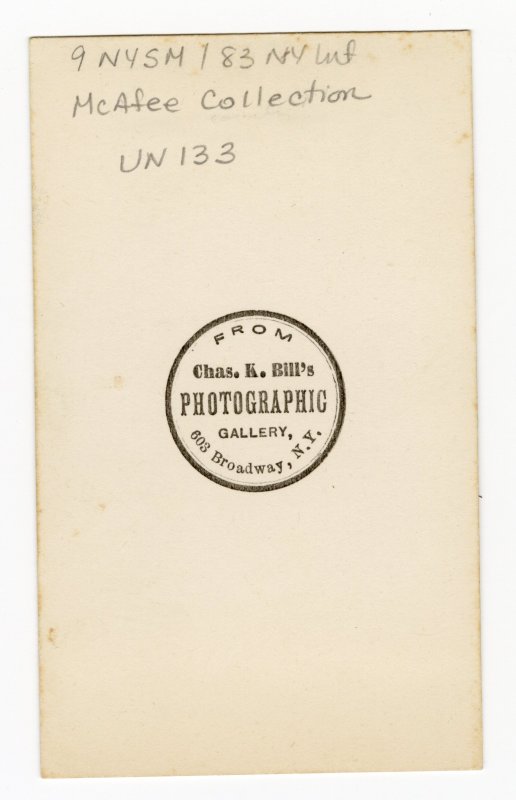 9 NYSM / 83 NY Inf
McAfee Collection
UN 133
FROM
Chas. K. Bill's
PHOTOGRAPHIC
GALLERY,
603 Broadway, N.Y.